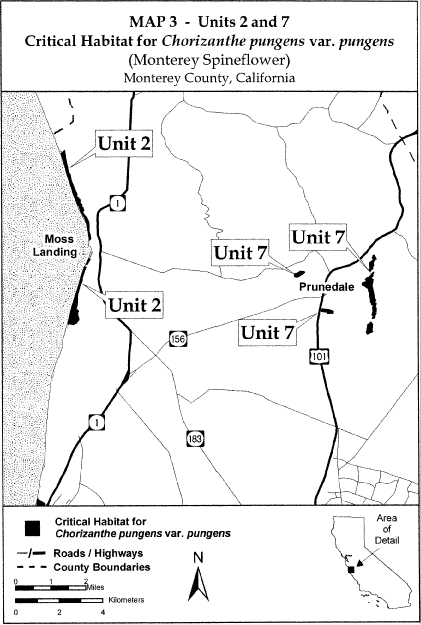 MAP 3 - Units 2 and 7
Critical Habitat for Chorizanthe pungens var. pungens
(Monterey Spineflower)
Monterey County, California
Unit 2
1
Moss
Landing
Unit 7
Unit 7
Prunedale
Unit 2
Unit 7
156
101
1
183
Critical Habitat for
Chorizanthe pungens var. pungens
Roads / Highways
County Boundaries
0 1 2
Miles
0 2 4
Kilometers
N
Area
of
Detail